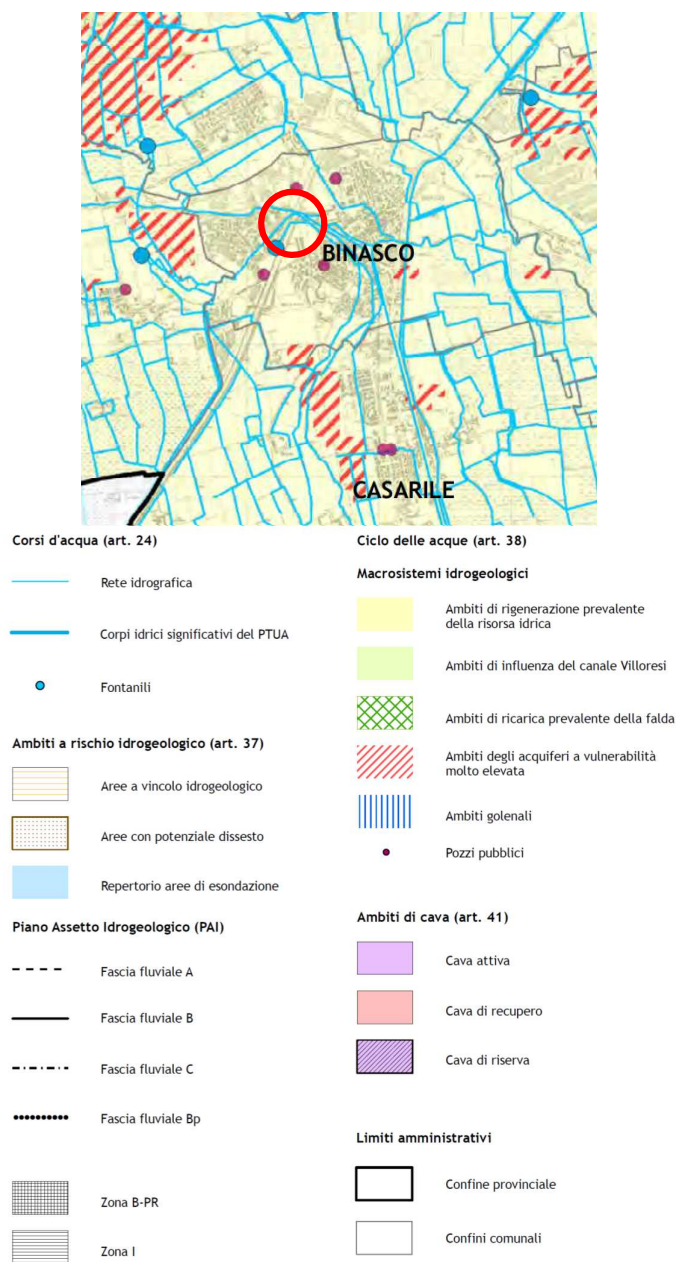 BINASCO
CASARILE
Corsi d'acqua (art. 24)
Rete idrografica
Corpi idrici significativi del PTUA
Fontanili
Ambiti a rischio idrogeologico (art. 37)
Aree a vincolo idrogeologico
Aree con potenziale dissesto
Repertorio aree di esondazione
Piano Assetto Idrogeologico (PAI)
Fascia fluviale A
Fascia fluviale B
Fascia fluviale C
Fascia fluviale Bp
Zona B-PR
Zona I
Ciclo delle acque (art. 38)
Macrosistemi idrogeologici
Ambiti di rigenerazione prevalente
della risorsa idrica
Ambiti di influenza del canale Villoresi
Ambiti di ricarica prevalente della falda
Ambiti degli acquiferi a vulnerabilità
molto elevata
Ambiti golenali
Pozzi pubblici
Ambiti di cava (art. 41)
Cava attiva
Cava di recupero
Cava di riserva
Limiti amministrativi
Confine provinciale
Confini comunali